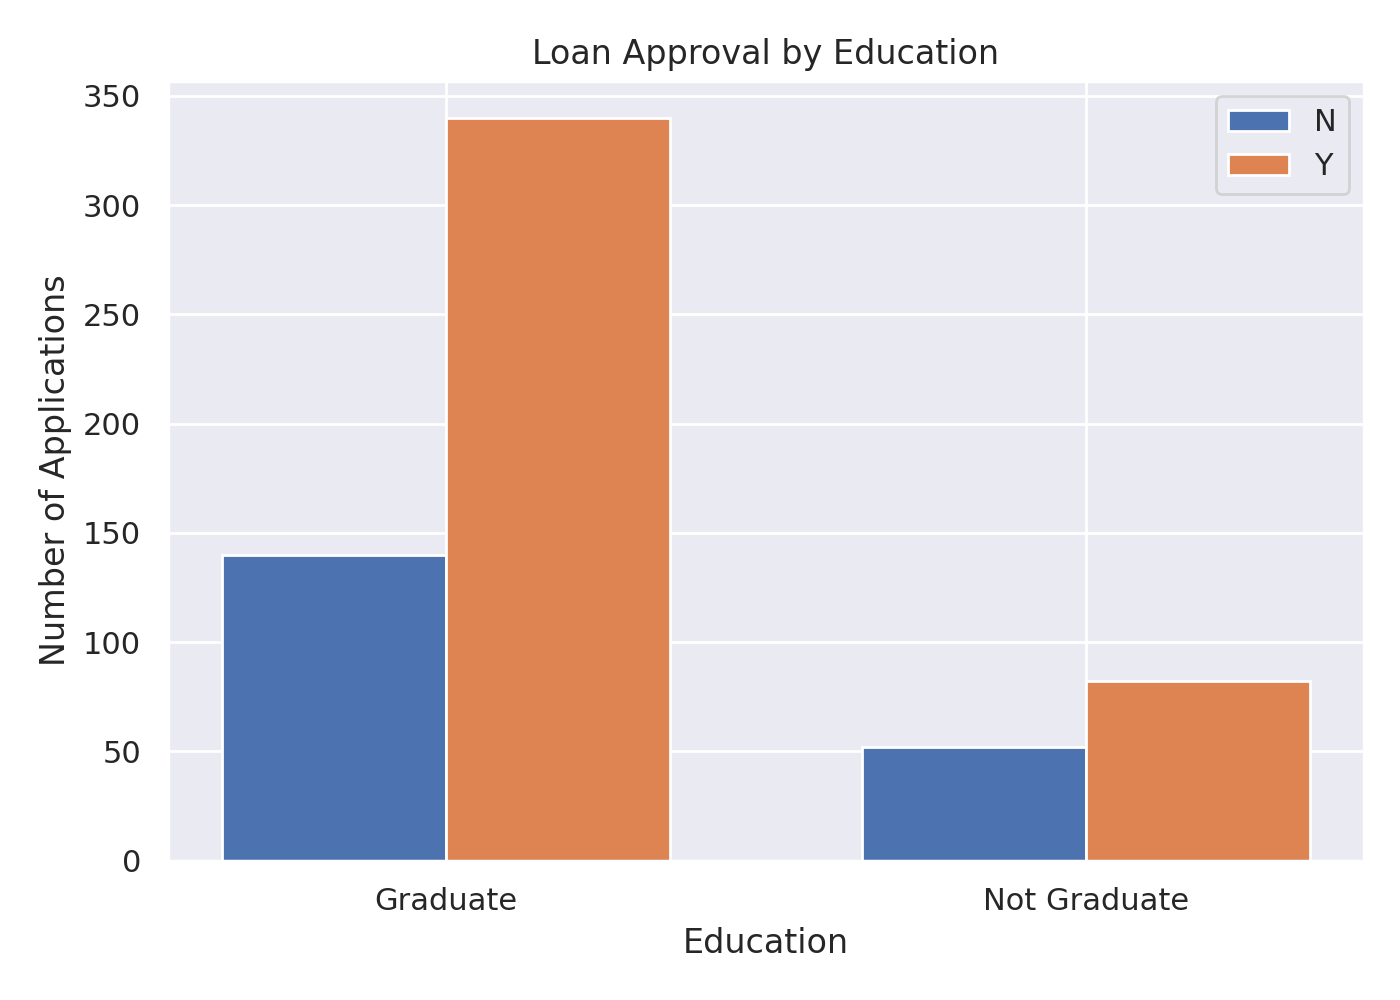 Loan Approval by Education
350
300
250
200
150
100
50
0
Number of Applications
N
Y
Graduate
Not Graduate
Education